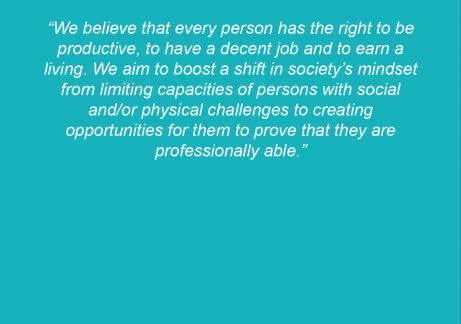 “We believe that every person has the right to be
productive, to have a decent job and to earn a
living. We aim to boost a shift in society’s mindset
from limiting capacities of persons with social
and/or physical challenges to creating
opportunities for them to prove that they are
professionally able.”